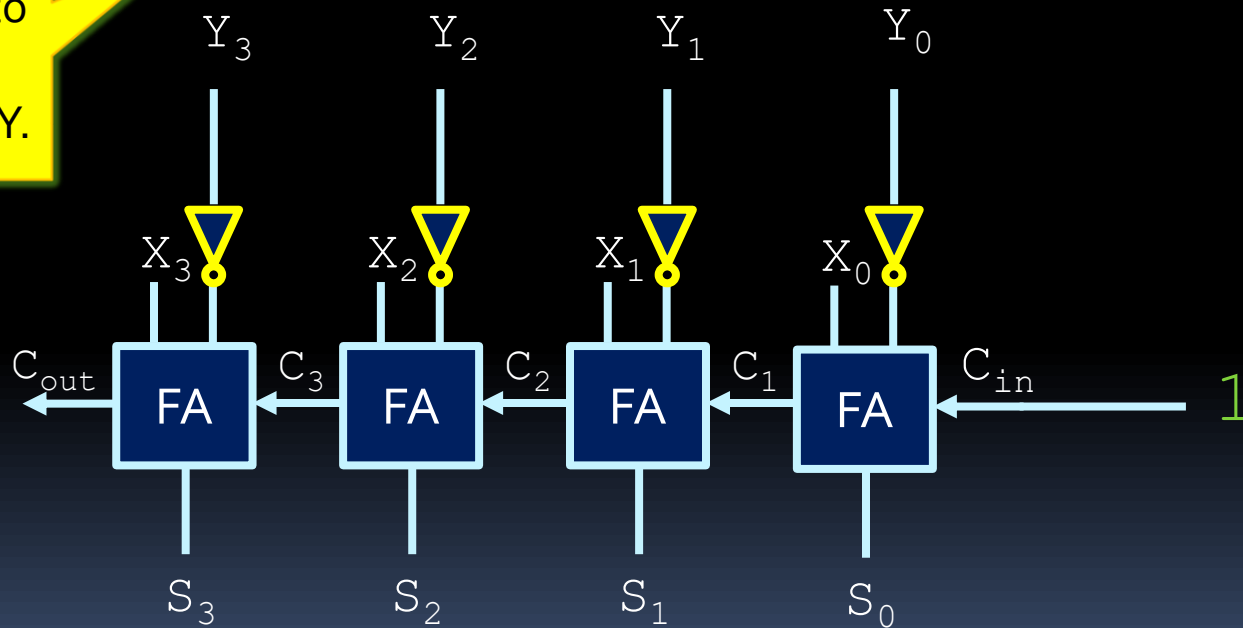 to
Y.
Y3 Y2 Y1 Y0
X3 X2 X1 X0
Cout C3 C2 C1 Cin 1
FA FA FA FA
S3 S2 S1 S0